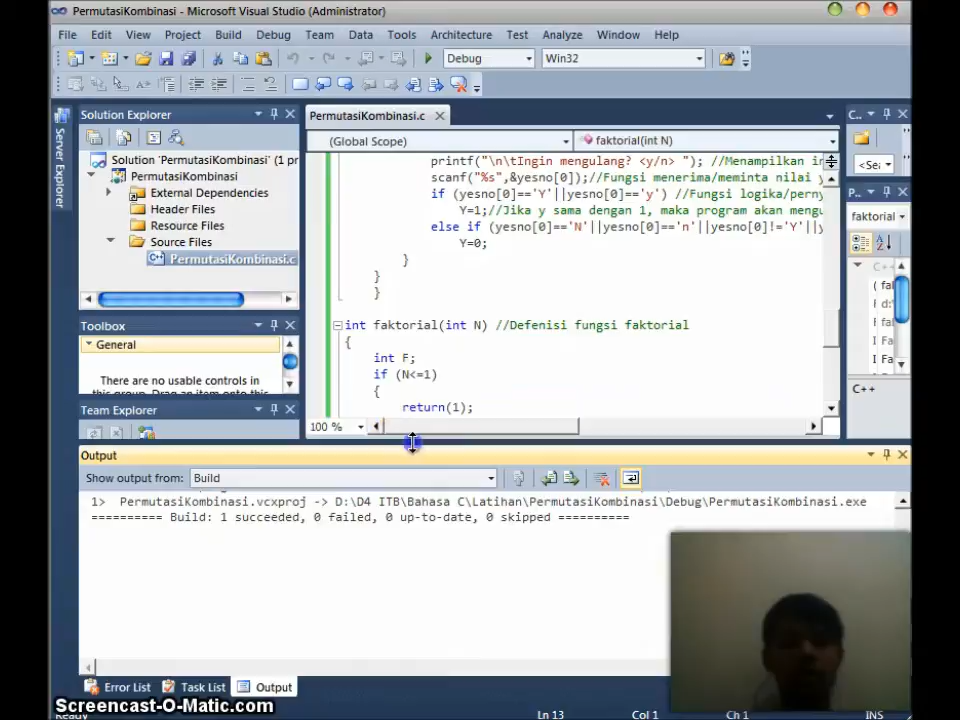 PermutasiKombinasi - Microsoft Visual Studio (Administrator)
File Edit View Project Build Debug Team Data Tools Architecture Test Analyze Window Help
Debug Win32
Server Explorer
Solution Explorer
Solution 'PermutasiKombinasi' (1 pr
PermutasiKombinasi
External Dependencies
Header Files
Resource Files
Source Files
PermutasiKombinasi.c
Toolbox
General
There are no usable controls in
Team Explorer
PermutasiKombinasi.c
(Global Scope) faktorial(int N)
printf("\n\tIngin mengulang? <y/n> "); //Menampilkan in
scanf("%s",&yesno[0]);//Fungsi menerima/meminta nilai y
if (yesno[0]=='Y'||yesno[0]=='y') //Fungsi logika/perny
Y=1;//Jika y sama dengan 1, maka program akan mengu
else if (yesno[0]=='N'||yesno[0]=='n'||yesno[0]!='Y'||y
Y=0;
}
}
}
int faktorial(int N) //Defenisi fungsi faktorial
{
int F;
if (N<=1)
{
return(1);
100 %
C..
<Se
P..
faktorial
C++
C++
Output
Show output from: Build
1> PermutasiKombinasi.vcxproj -> D:\D4 ITB\Bahasa C\Latihan\PermutasiKombinasi\Debug\PermutasiKombinasi.exe
========== Build: 1 succeeded, 0 failed, 0 up-to-date, 0 skipped ==========
Error List Task List Output
Screencast-O-Matic.com
Ln 13 Col 1 Ch 1 INS